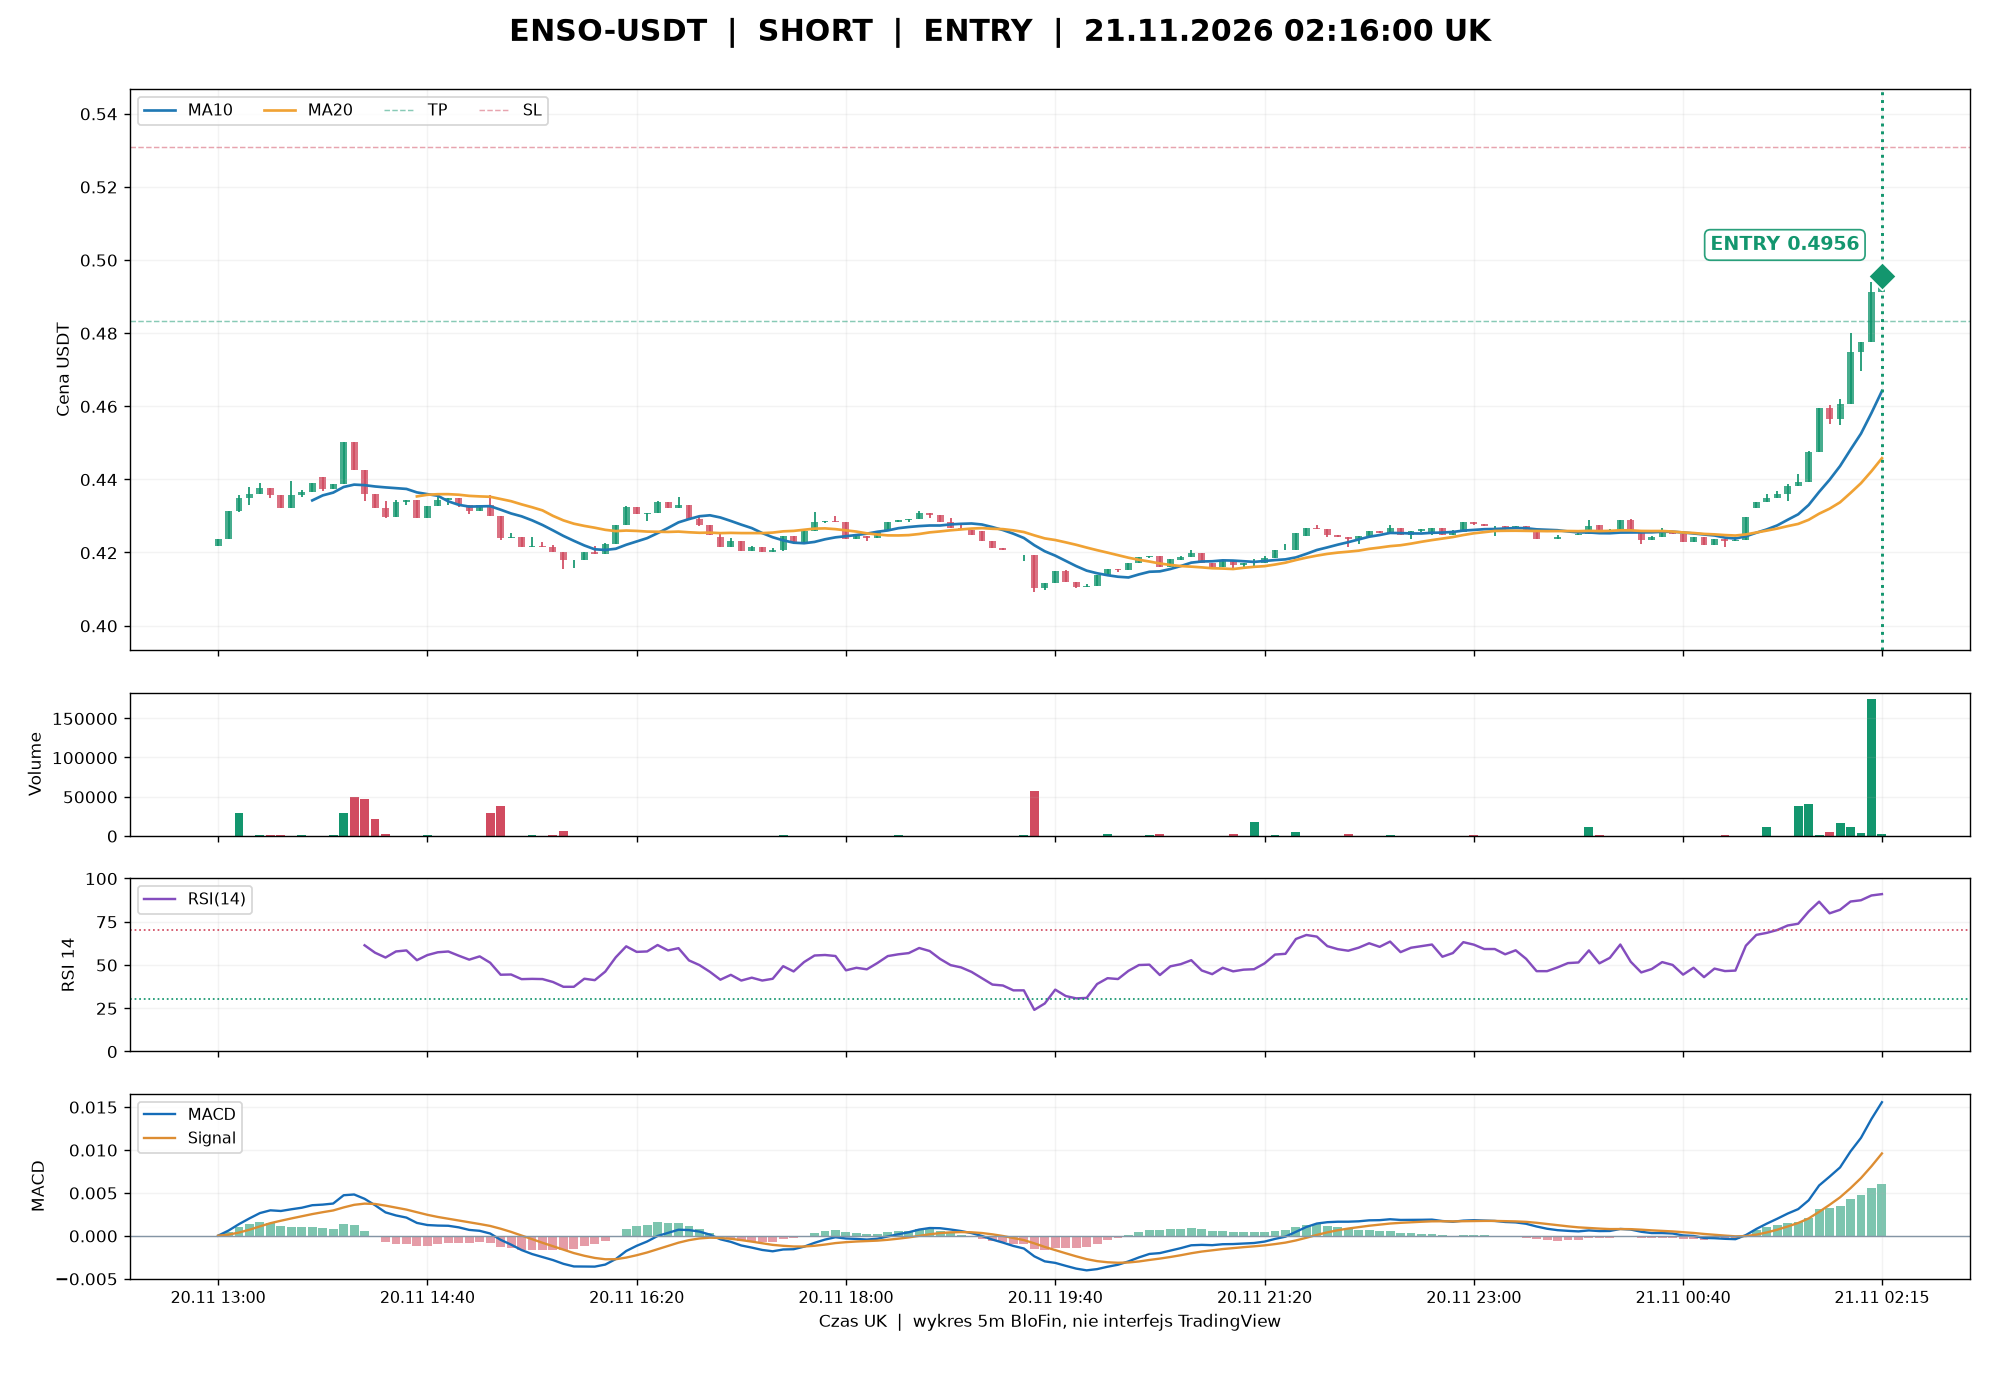 ENSO-USDT | SHORT | ENTRY | 21.11.2026 02:16:00 UK
MA10 MA20 TP SL
0.54
0.52
0.50
0.48
0.46
0.44
0.42
0.40
Cena USDT
ENTRY 0.4956
150000
100000
50000
0
Volume
RSI(14)
100
75
50
25
0
RSI 14
MACD
Signal
0.015
0.010
0.005
0.000
−0.005
MACD
20.11 13:00 20.11 14:40 20.11 16:20 20.11 18:00 20.11 19:40 20.11 21:20 20.11 23:00 21.11 00:40 21.11 02:15
Czas UK | wykres 5m BloFin, nie interfejs TradingView